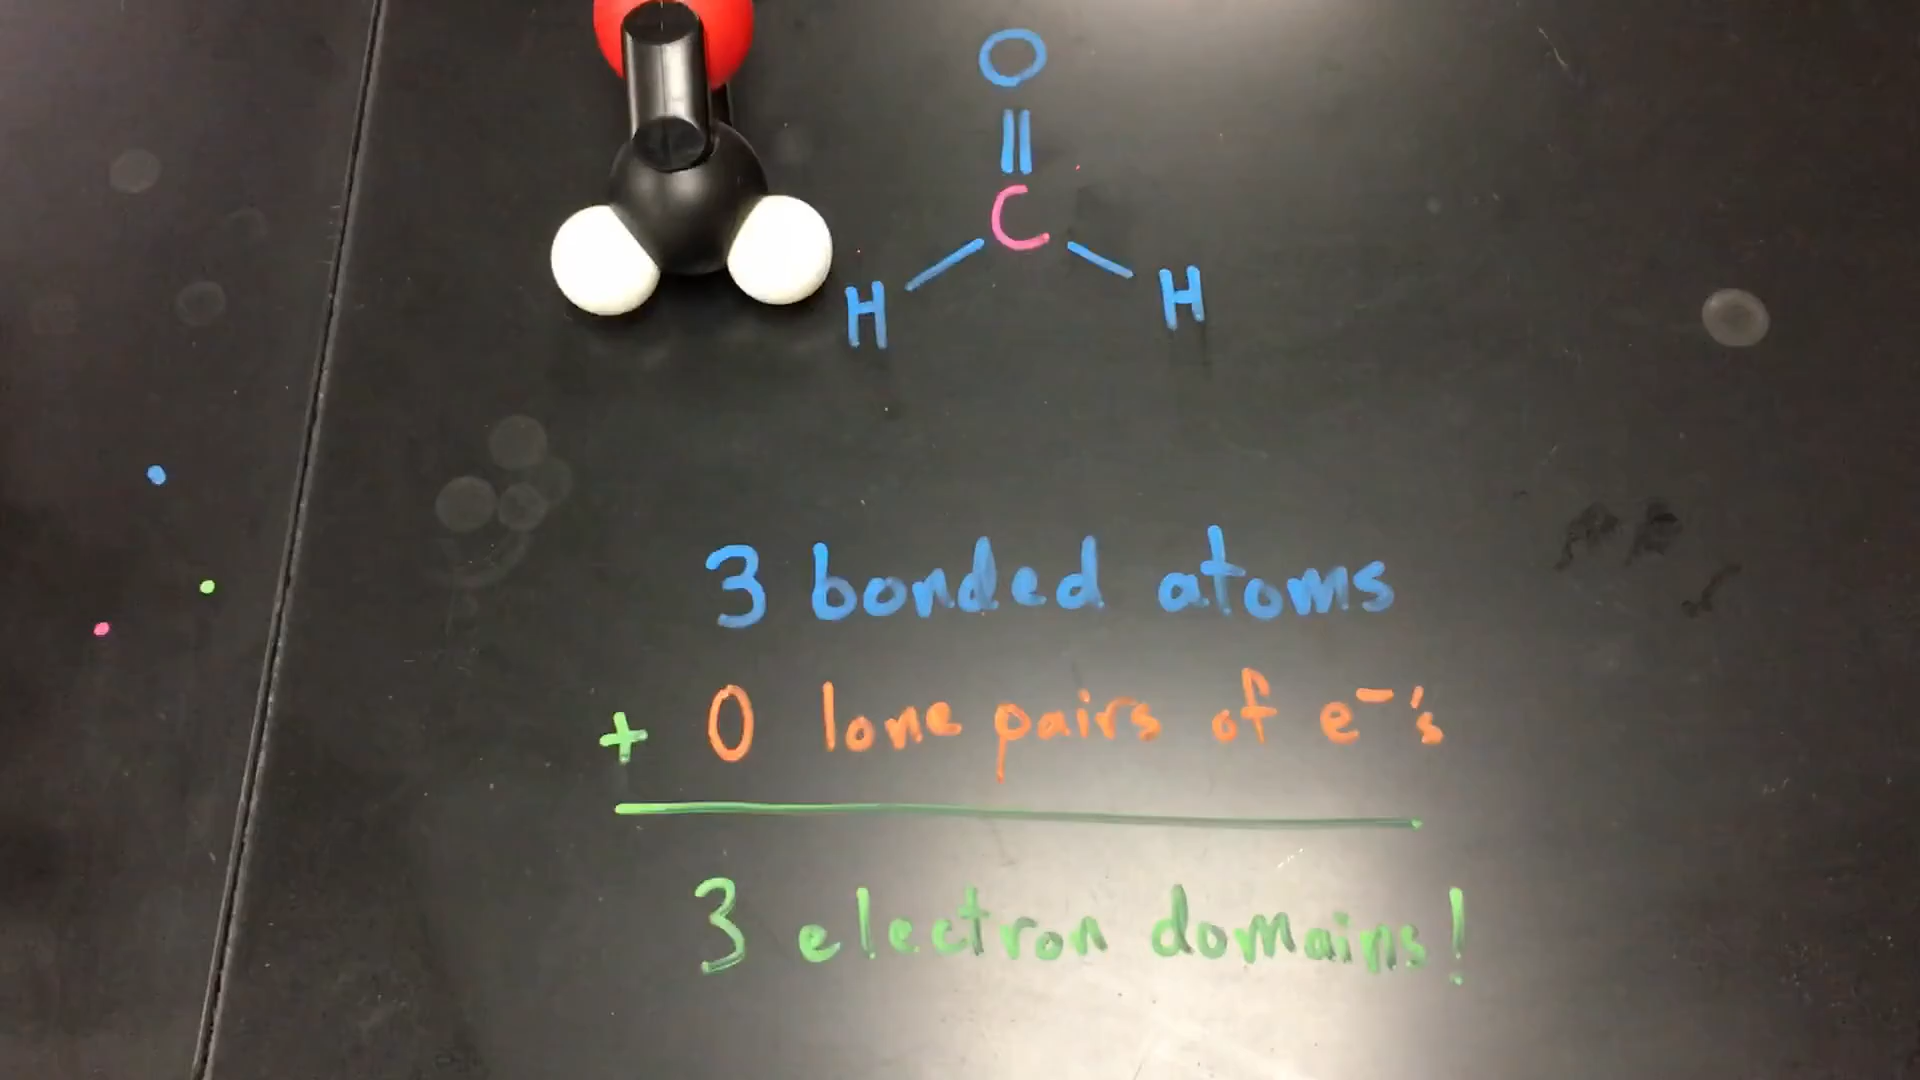 O
||
C
H H
3 bonded atoms
+ 0 lone pairs of e⁻'s
3 electron domains!